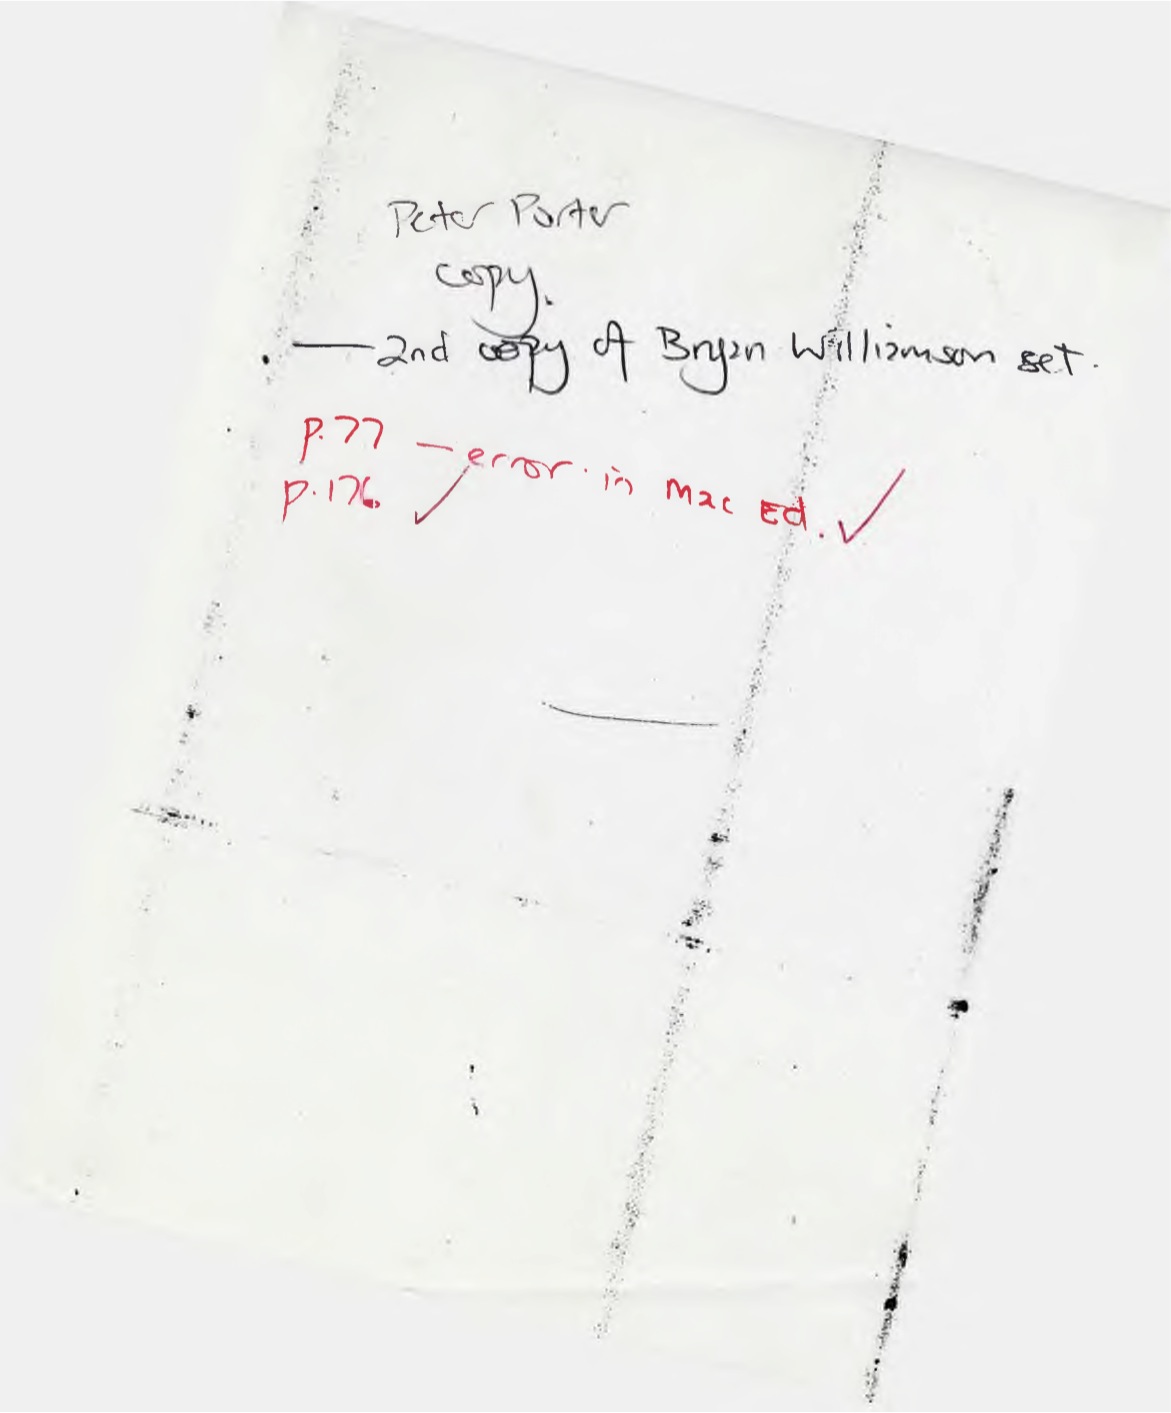 Peter Porter
copy.
— 2nd copy of Bryan Williamson set.
p.77 — error in Mac Ed. ✓
p.176. ✓